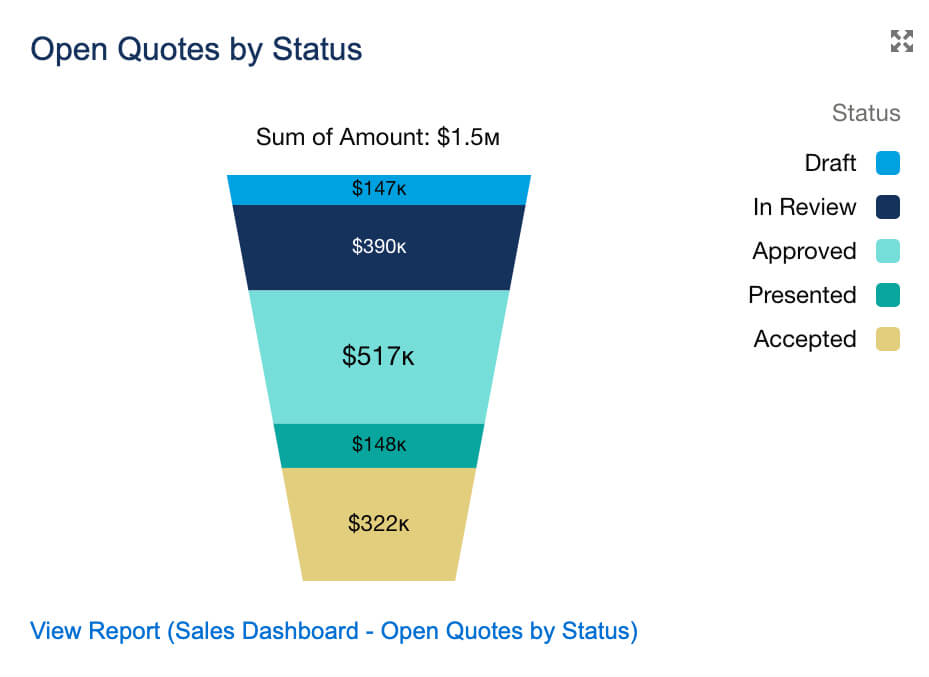 Open Quotes by Status
Sum of Amount: $1.5м
$147к
$390к
$517к
$148к
$322к
Status
Draft
In Review
Approved
Presented
Accepted
View Report (Sales Dashboard - Open Quotes by Status)